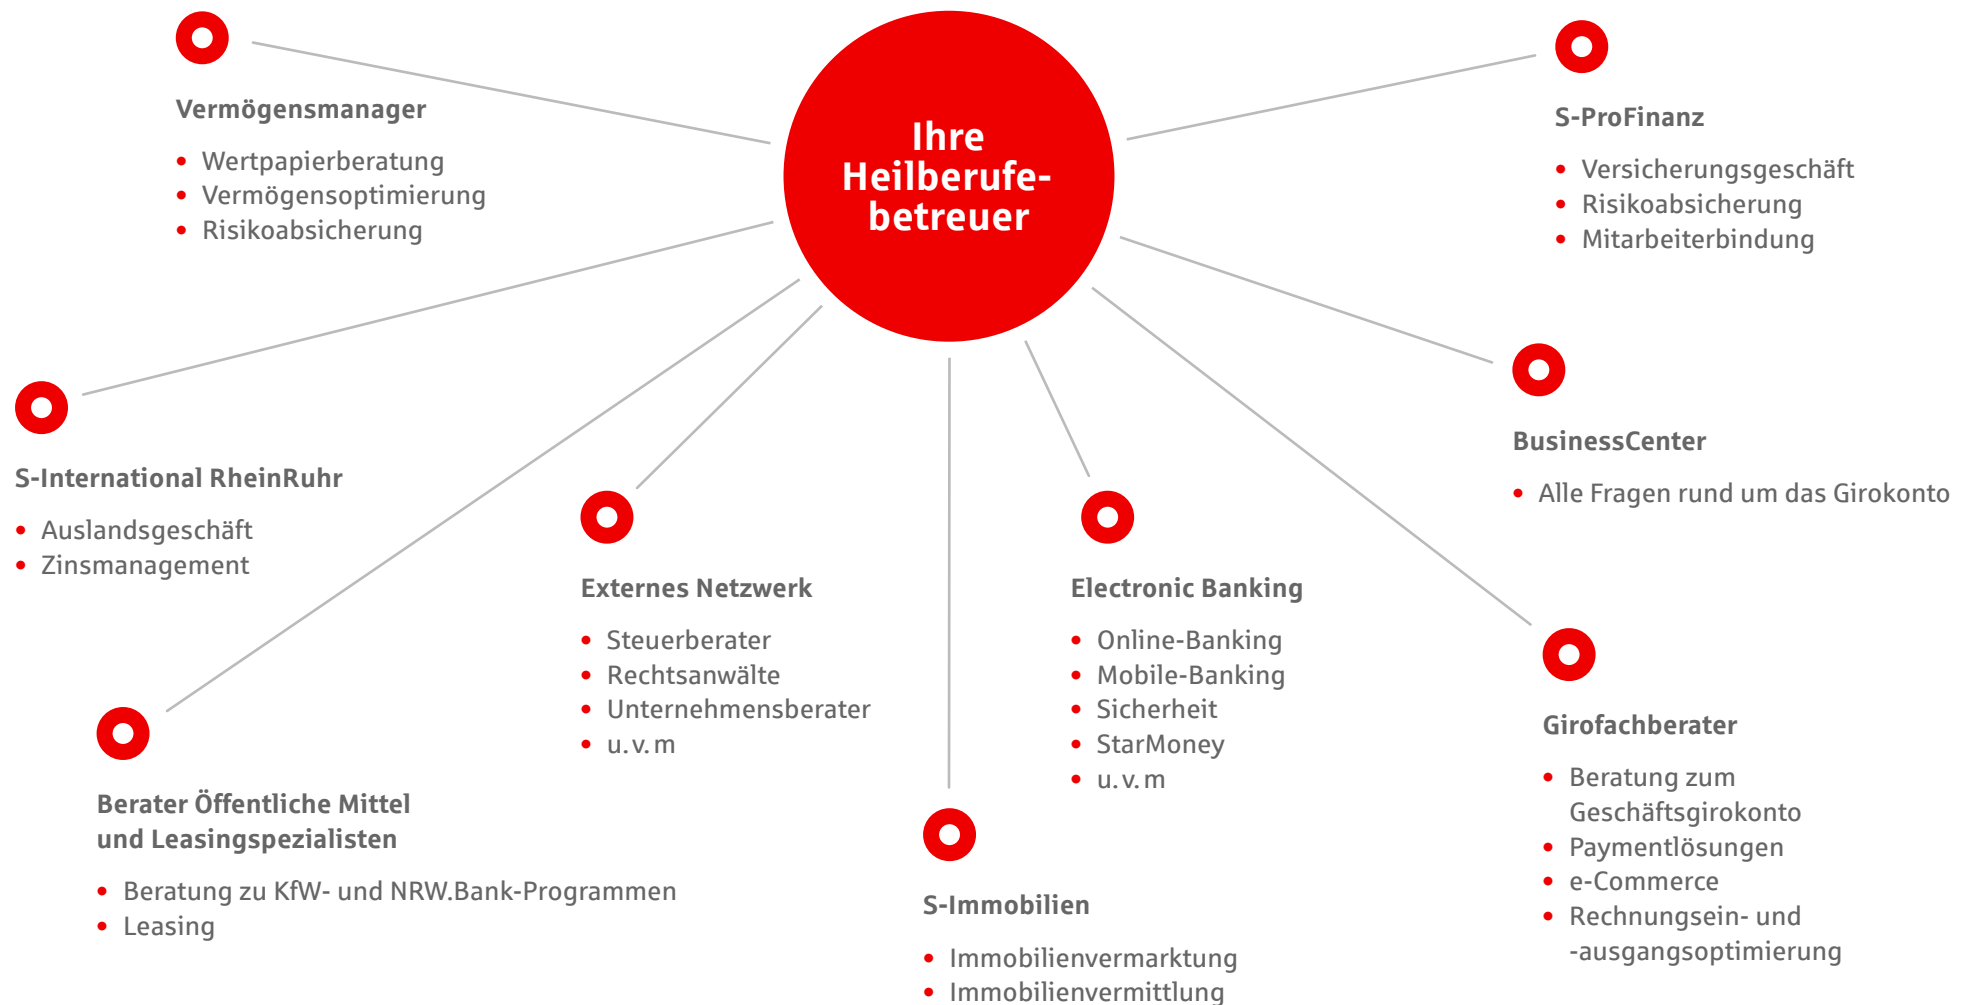 Ihre
Heilberufe-
betreuer
Vermögensmanager
• Wertpapierberatung
• Vermögensoptimierung
• Risikoabsicherung
S-ProFinanz
• Versicherungsgeschäft
• Risikoabsicherung
• Mitarbeiterbindung
S-International RheinRuhr
• Auslandsgeschäft
• Zinsmanagement
BusinessCenter
• Alle Fragen rund um das Girokonto
Externes Netzwerk
• Steuerberater
• Rechtsanwälte
• Unternehmensberater
• u. v. m
Electronic Banking
• Online-Banking
• Mobile-Banking
• Sicherheit
• StarMoney
• u. v. m
Girofachberater
• Beratung zum
Geschäftsgirokonto
• Paymentlösungen
• e-Commerce
• Rechnungsein- und
-ausgangsoptimierung
Berater Öffentliche Mittel
und Leasingspezialisten
• Beratung zu KfW- und NRW.Bank-Programmen
• Leasing
S-Immobilien
• Immobilienvermarktung
• Immobilienvermittlung